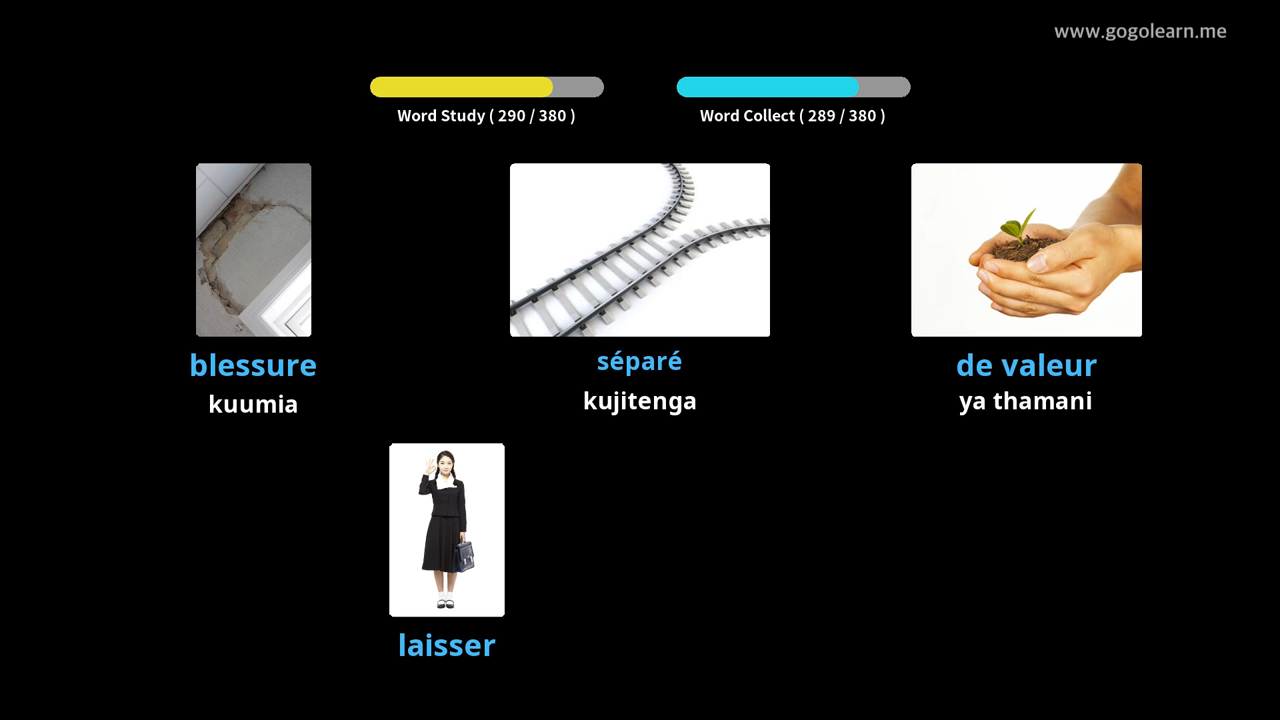 www.gogolearn.me
Word Study ( 290 / 380 )
Word Collect ( 289 / 380 )
blessure
kuumia
séparé
kujitenga
de valeur
ya thamani
laisser